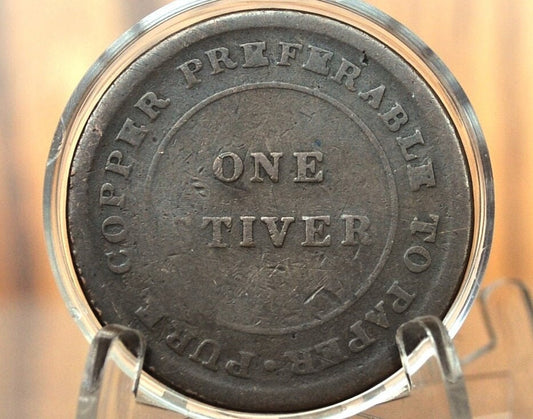 PURE COPPER PREFERABLE TO PAPER •
ONE
TIVER